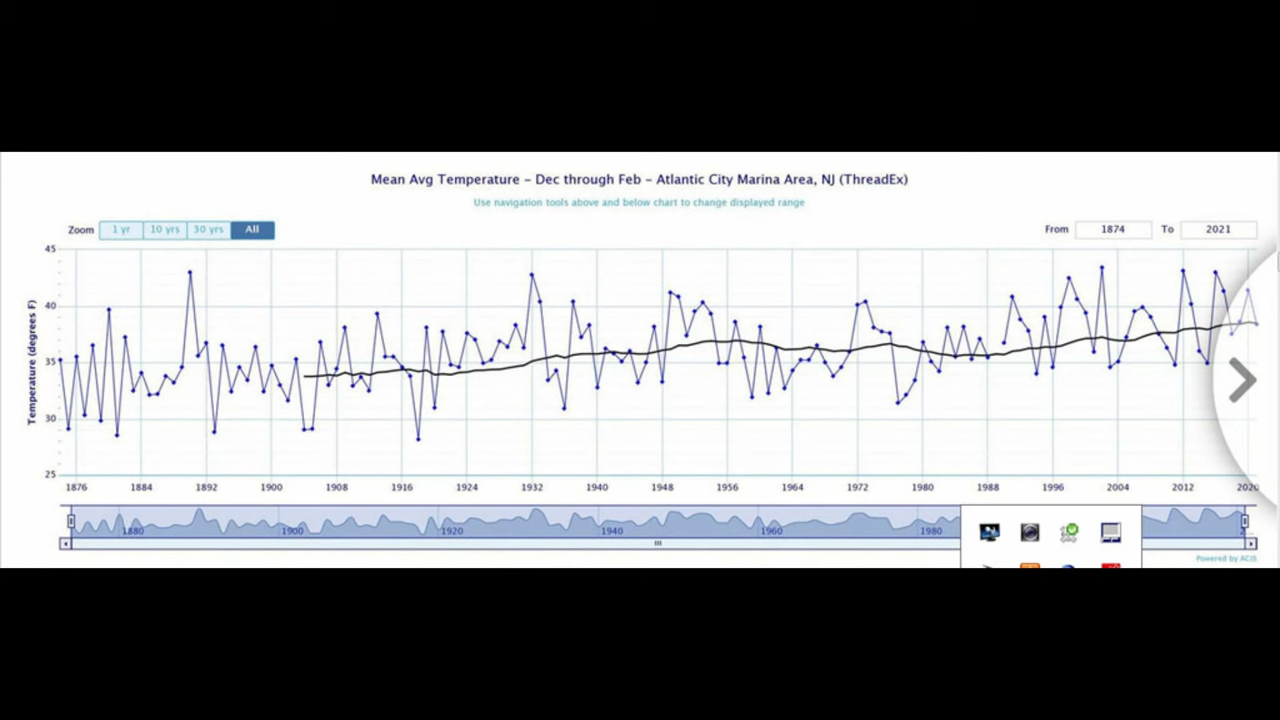 Mean Avg Temperature – Dec through Feb – Atlantic City Marina Area, NJ (ThreadEx)
Use navigation tools above and below chart to change displayed range
Zoom 1 yr 10 yrs 30 yrs All From 1874 To 2021
Temperature (degrees F)
45
40
35
30
25
1876 1884 1892 1900 1908 1916 1924 1932 1940 1948 1956 1964 1972 1980 1988 1996 2004 2012 2020
1880 1900 1920 1940 1960 1980
Powered by ACIS